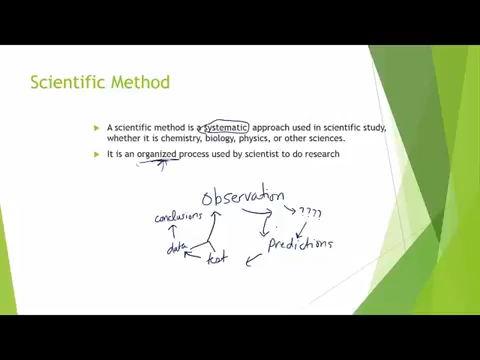 Scientific Method
A scientific method is a systematic approach used in scientific study,
whether it is chemistry, biology, physics, or other sciences.
It is an organized process used by scientist to do research
Observation
conclusions
????
data
test
Predictions